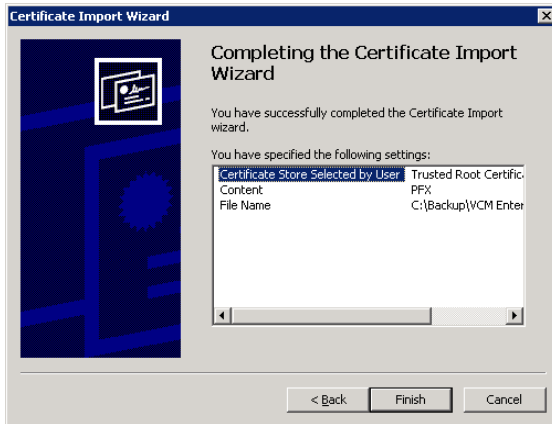 Certificate Import Wizard
Completing the Certificate Import
Wizard
You have successfully completed the Certificate Import
wizard.
You have specified the following settings:
Certificate Store Selected by User Trusted Root Certific
Content PFX
File Name C:\Backup\VCM Enter
< Back Finish Cancel